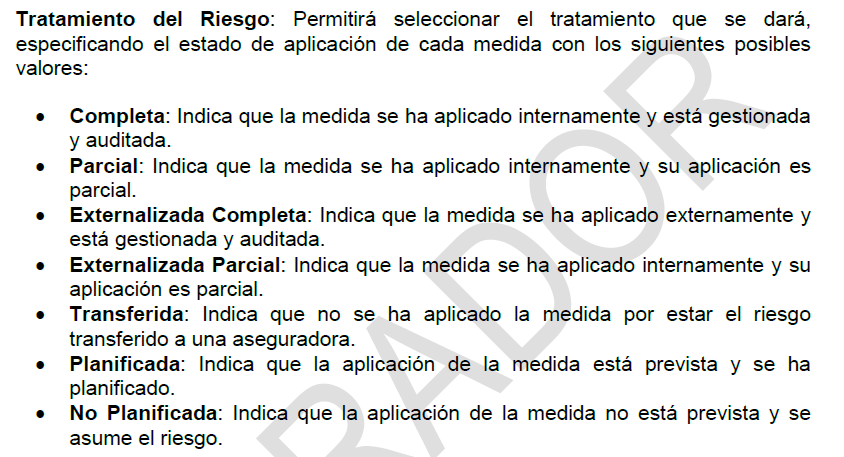 Tratamiento del Riesgo: Permitirá seleccionar el tratamiento que se dará,
especificando el estado de aplicación de cada medida con los siguientes posibles
valores:
• Completa: Indica que la medida se ha aplicado internamente y está gestionada
y auditada.
• Parcial: Indica que la medida se ha aplicado internamente y su aplicación es
parcial.
• Externalizada Completa: Indica que la medida se ha aplicado externamente y
está gestionada y auditada.
• Externalizada Parcial: Indica que la medida se ha aplicado internamente y su
aplicación es parcial.
• Transferida: Indica que no se ha aplicado la medida por estar el riesgo
transferido a una aseguradora.
• Planificada: Indica que la aplicación de la medida está prevista y se ha
planificado.
• No Planificada: Indica que la aplicación de la medida no está prevista y se
asume el riesgo.
RADOR